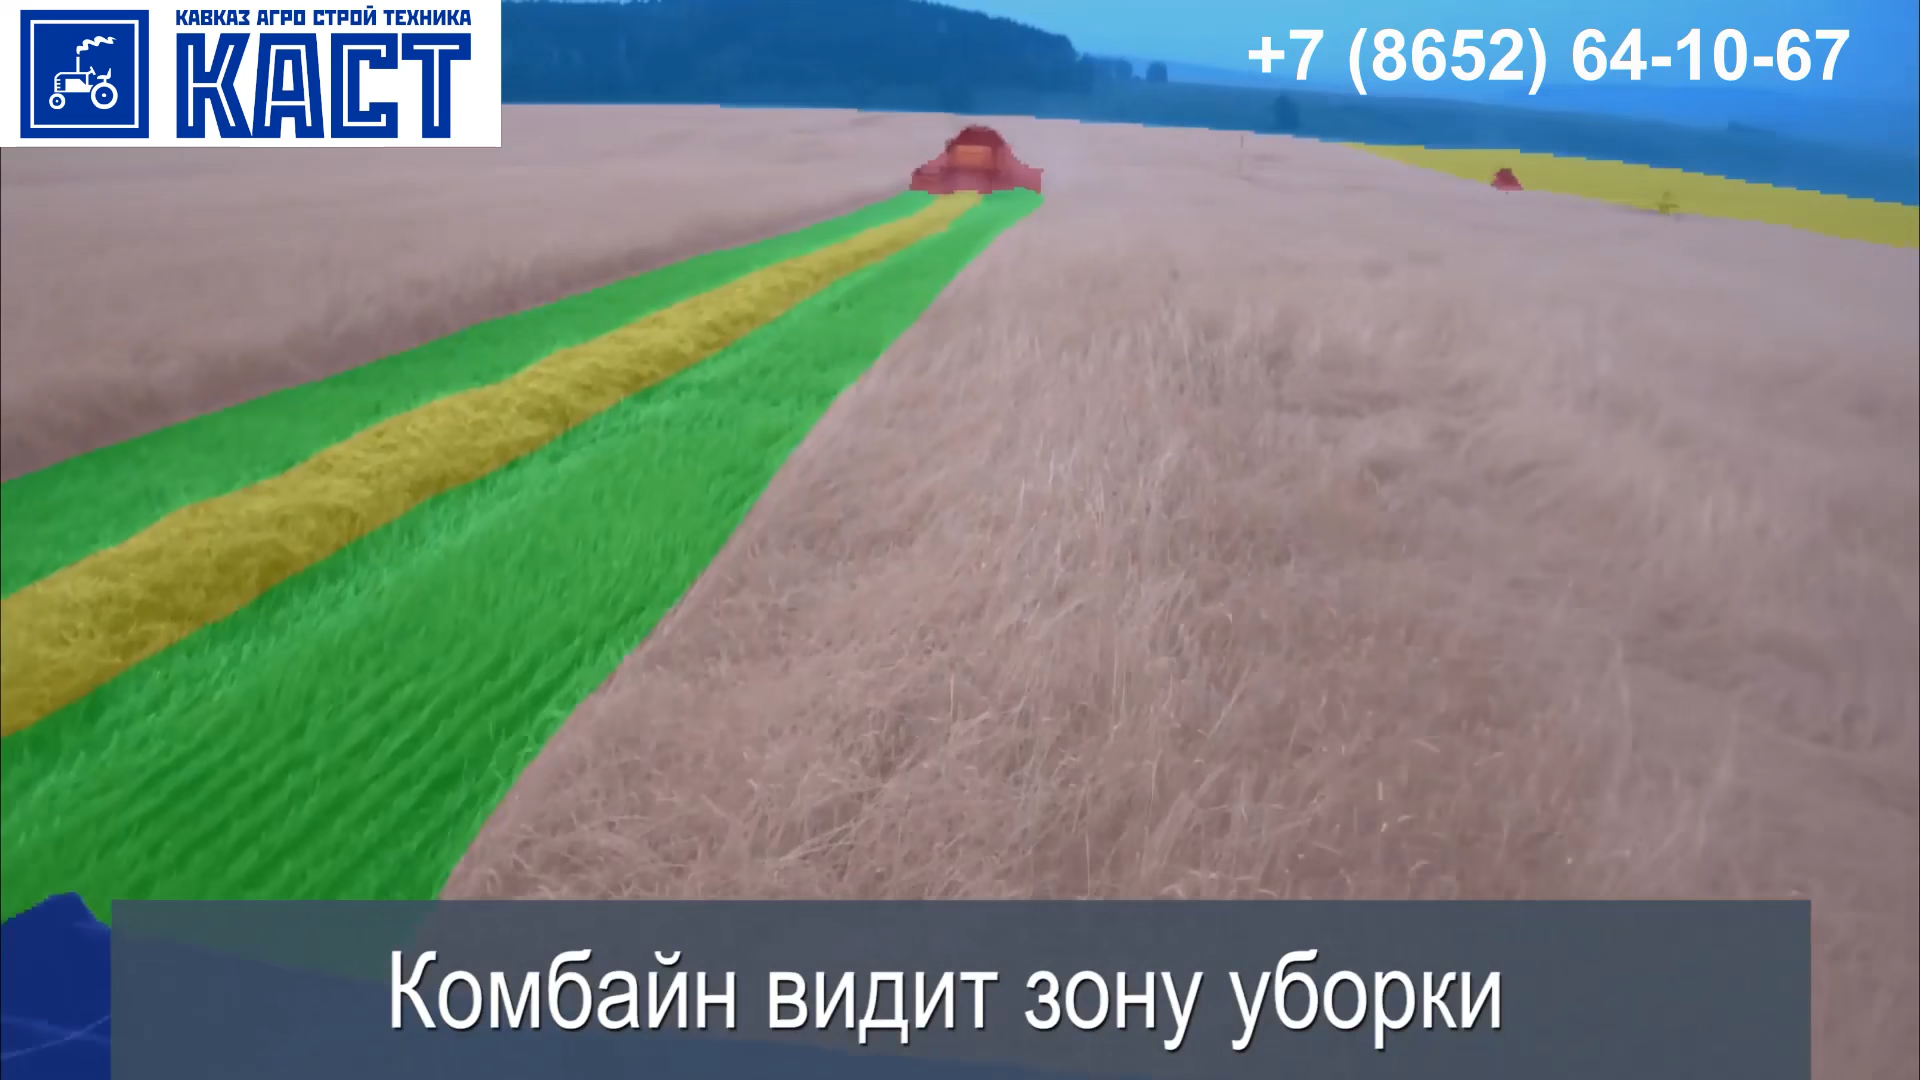 КАВКАЗ АГРО СТРОЙ ТЕХНИКА
КАСТ
+7 (8652) 64-10-67
Комбайн видит зону уборки